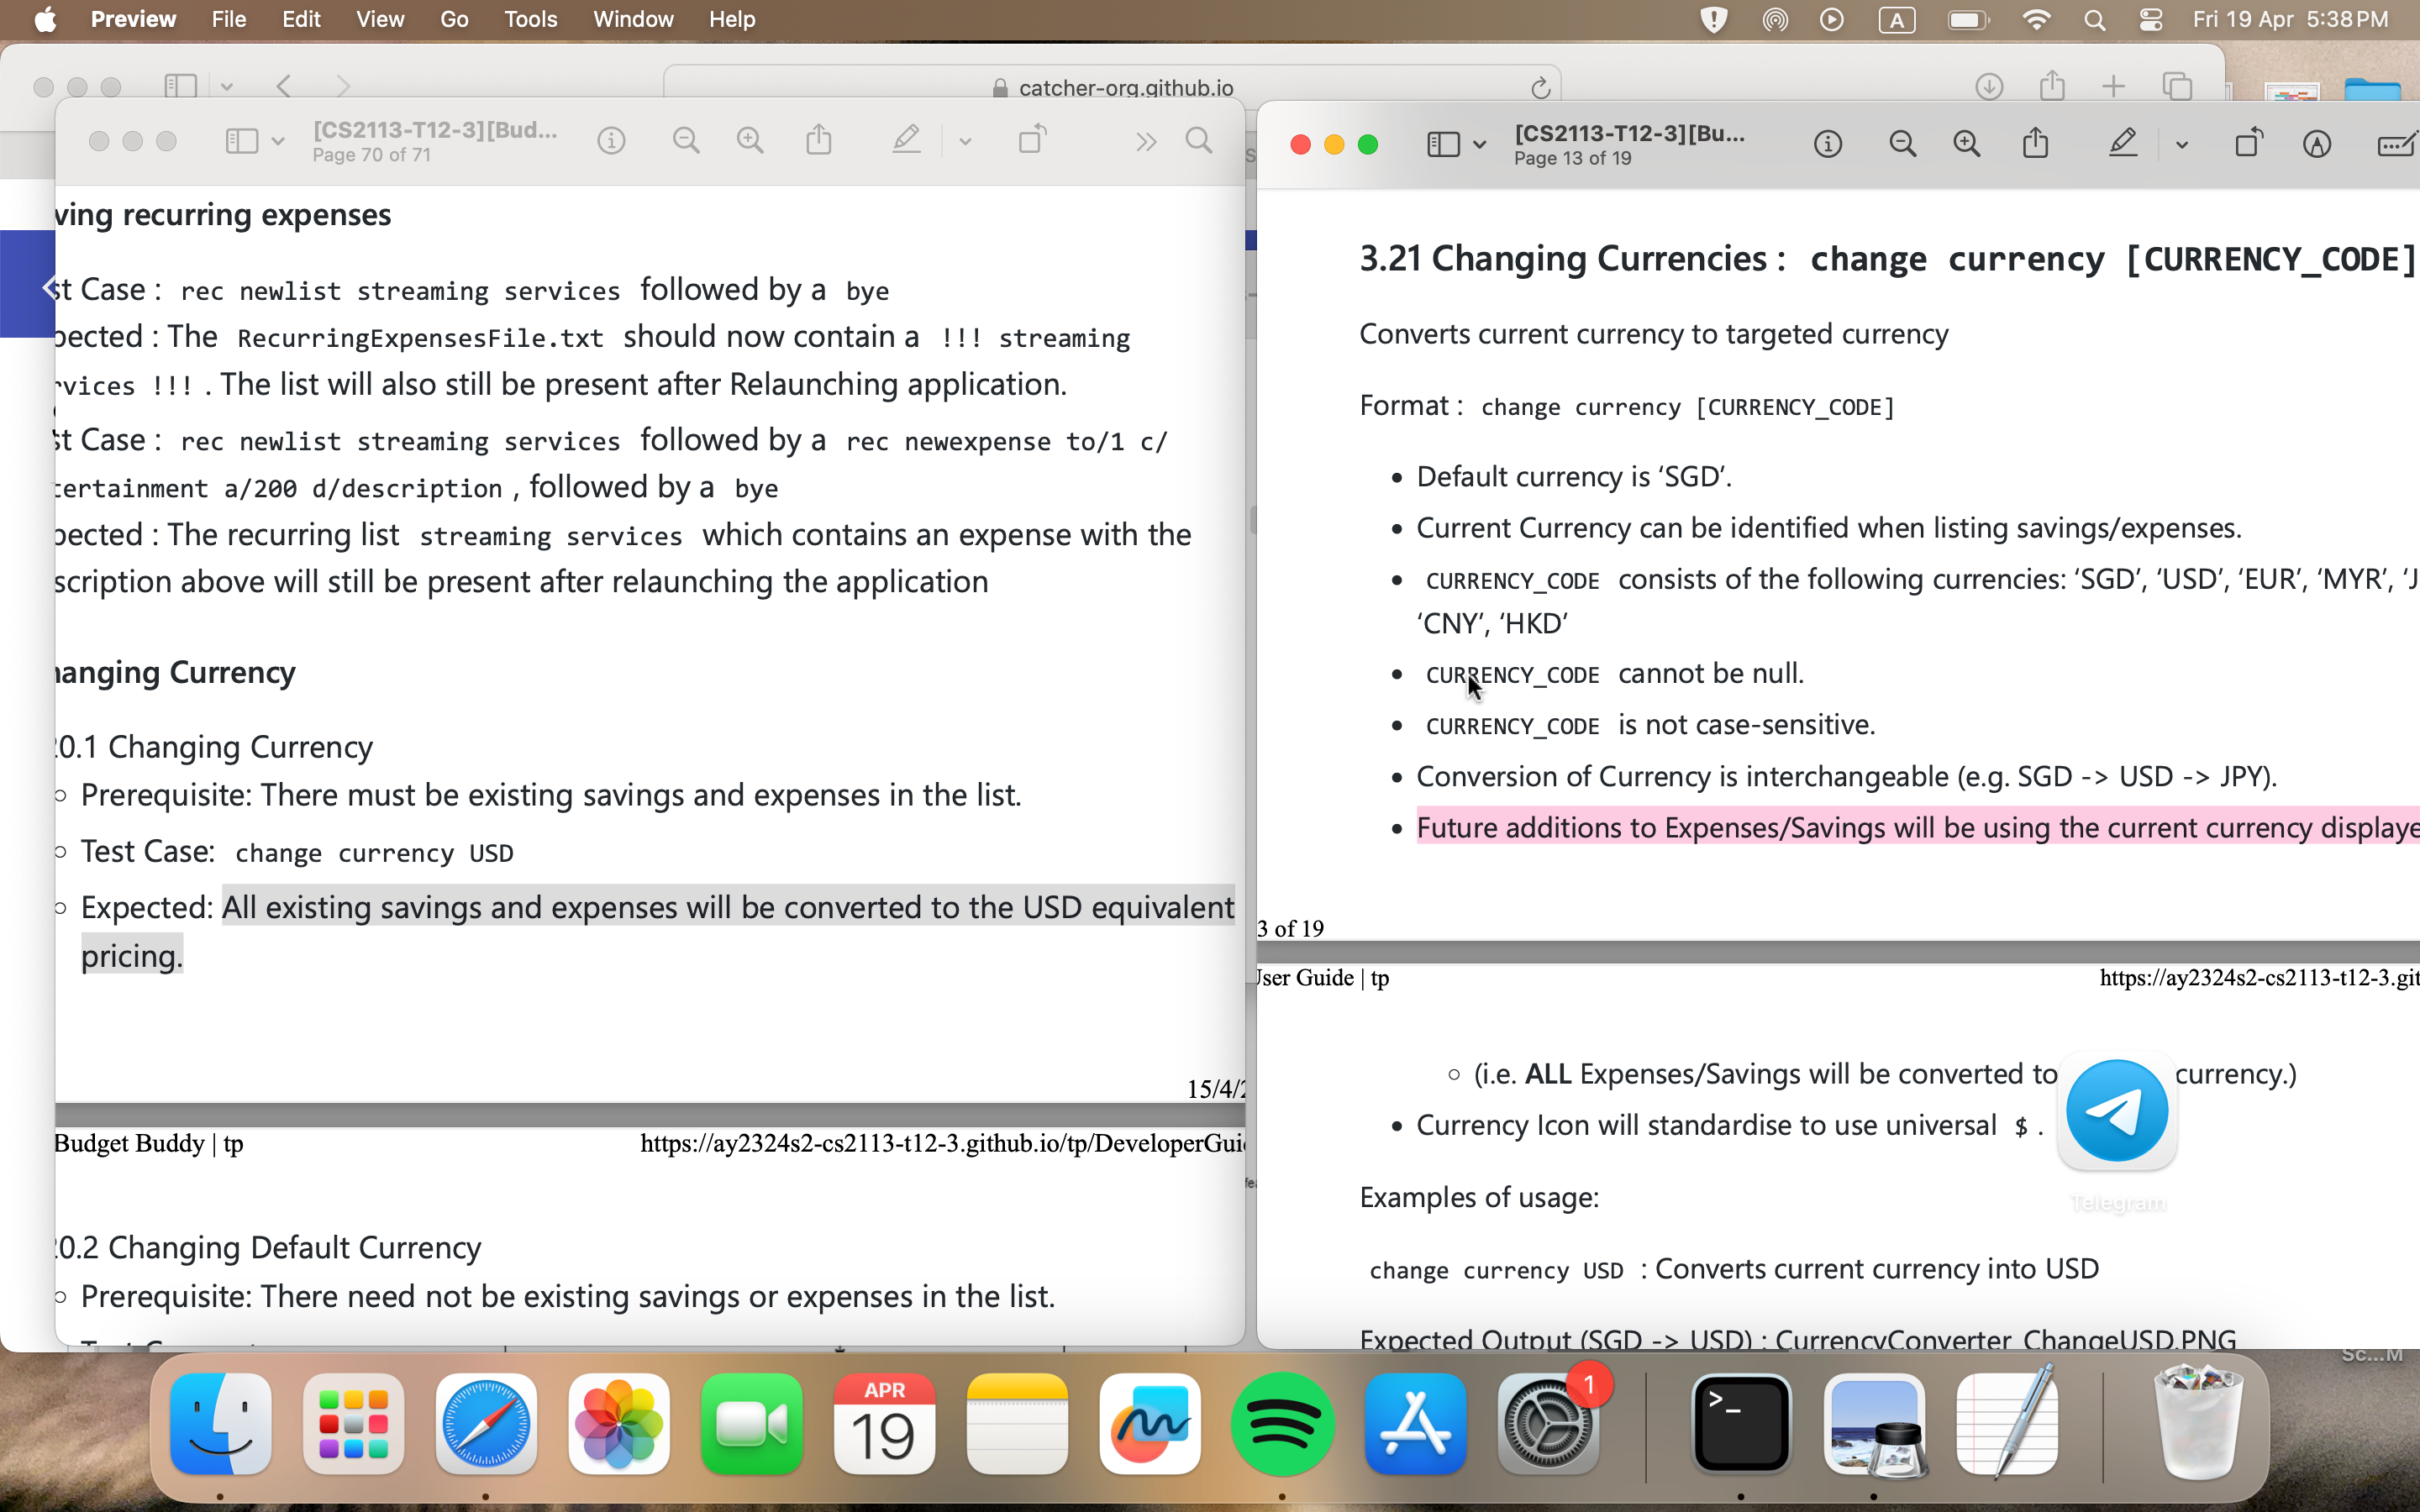 Preview File Edit View Go Tools Window Help A Fri 19 Apr 5:38 PM
catcher-org.github.io
[CS2113-T12-3][Bud...
Page 70 of 71
ving recurring expenses
st Case : rec newlist streaming services followed by a bye
pected : The RecurringExpensesFile.txt should now contain a !!! streaming
rvices !!! . The list will also still be present after Relaunching application.
st Case : rec newlist streaming services followed by a rec newexpense to/1 c/
tertainment a/200 d/description , followed by a bye
pected : The recurring list streaming services which contains an expense with the
scription above will still be present after relaunching the application
hanging Currency
20.1 Changing Currency
Prerequisite: There must be existing savings and expenses in the list.
Test Case: change currency USD
Expected: All existing savings and expenses will be converted to the USD equivalent
pricing.
15/4/2
Budget Buddy | tp https://ay2324s2-cs2113-t12-3.github.io/tp/DeveloperGui
20.2 Changing Default Currency
Prerequisite: There need not be existing savings or expenses in the list.
[CS2113-T12-3][Bu...
Page 13 of 19
3.21 Changing Currencies : change currency [CURRENCY_CODE]
Converts current currency to targeted currency
Format : change currency [CURRENCY_CODE]
• Default currency is ‘SGD’.
• Current Currency can be identified when listing savings/expenses.
• CURRENCY_CODE consists of the following currencies: ‘SGD’, ‘USD’, ‘EUR’, ‘MYR’, ‘J
‘CNY’, ‘HKD’
• CURRENCY_CODE cannot be null.
• CURRENCY_CODE is not case-sensitive.
• Conversion of Currency is interchangeable (e.g. SGD -> USD -> JPY).
• Future additions to Expenses/Savings will be using the current currency displaye
3 of 19
User Guide | tp https://ay2324s2-cs2113-t12-3.git
(i.e. ALL Expenses/Savings will be converted to currency.)
• Currency Icon will standardise to use universal $ .
Telegram
Examples of usage:
change currency USD : Converts current currency into USD
Expected Output (SGD -> USD) : CurrencyConverter_ChangeUSD.PNG
Sc...M
APR
19
1